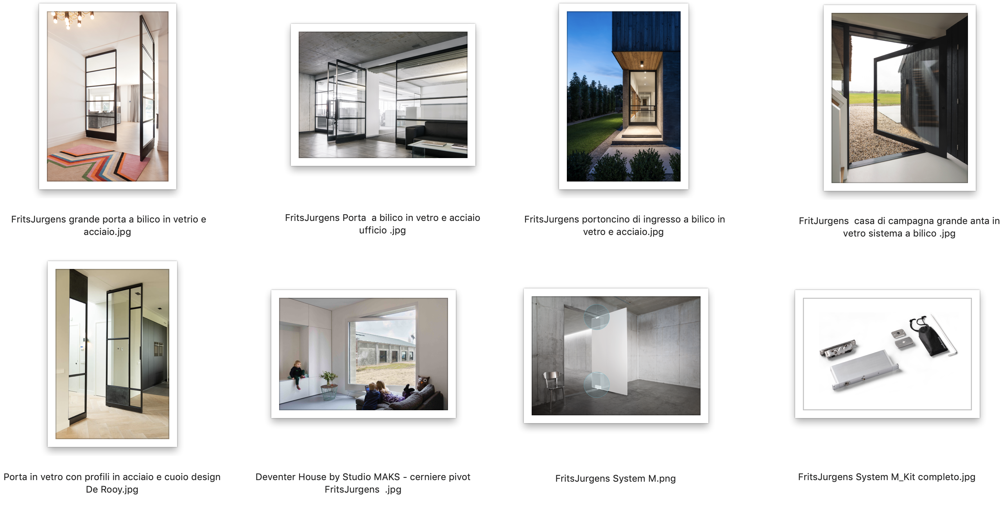 FritsJurgens grande porta a bilico in vetrio e
acciaio.jpg
FritsJurgens Porta  a bilico in vetro e acciaio
ufficio .jpg
FritsJurgens portoncino di ingresso a bilico in
vetro e acciaio.jpg
FritJurgens  casa di campagna grande anta in
vetro sistema a bilico .jpg
Porta in vetro con profili in acciaio e cuoio design
De Rooy.jpg
Deventer House by Studio MAKS - cerniere pivot
FritsJurgens  .jpg
FritsJurgens System M.png
FritsJurgens System M_Kit completo.jpg